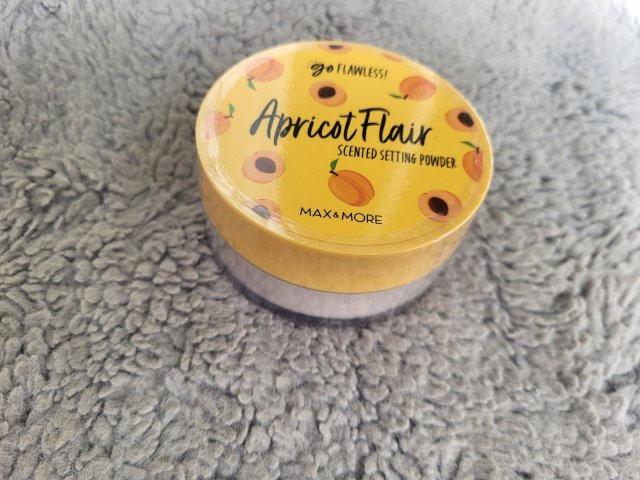 go FLAWLESS!
Apricot Flair
SCENTED SETTING POWDER
MAX&MORE